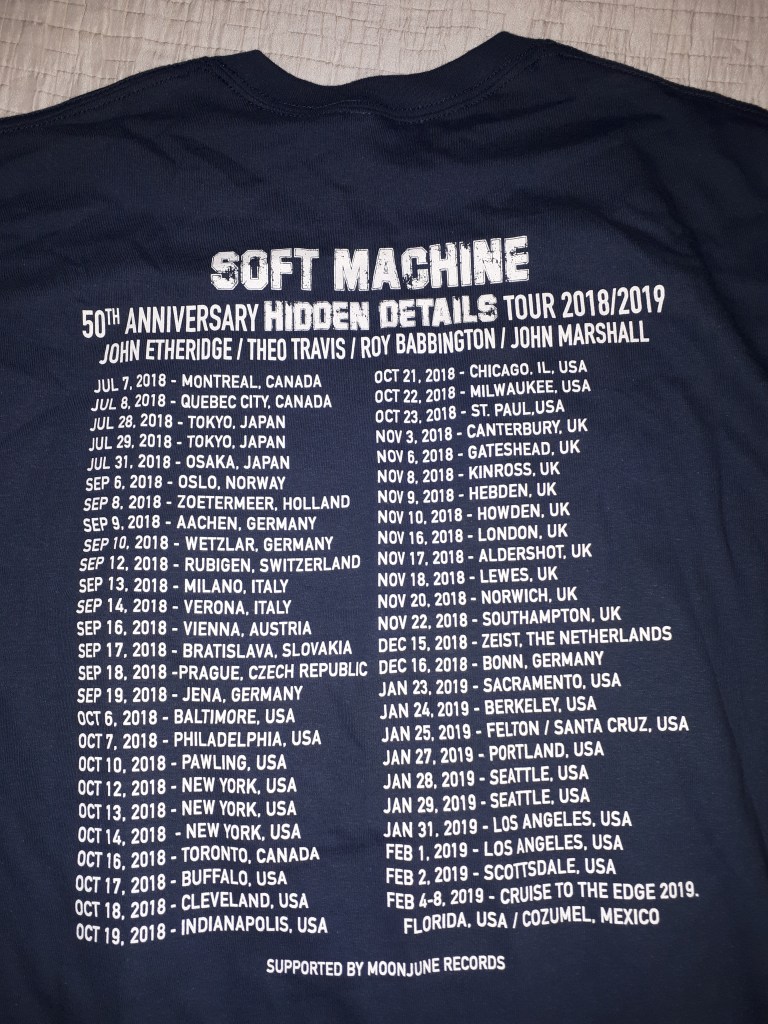 SOFT MACHINE
50TH ANNIVERSARY HIDDEN DETAILS TOUR 2018/2019
JOHN ETHERIDGE / THEO TRAVIS / ROY BABBINGTON / JOHN MARSHALL
JUL 7, 2018 - MONTREAL, CANADA
JUL 8, 2018 - QUEBEC CITY, CANADA
JUL 28, 2018 - TOKYO, JAPAN
JUL 29, 2018 - TOKYO, JAPAN
JUL 31, 2018 - OSAKA, JAPAN
SEP 6, 2018 - OSLO, NORWAY
SEP 8, 2018 - ZOETERMEER, HOLLAND
SEP 9, 2018 - AACHEN, GERMANY
SEP 10, 2018 - WETZLAR, GERMANY
SEP 12, 2018 - RUBIGEN, SWITZERLAND
SEP 13, 2018 - MILANO, ITALY
SEP 14, 2018 - VERONA, ITALY
SEP 16, 2018 - VIENNA, AUSTRIA
SEP 17, 2018 - BRATISLAVA, SLOVAKIA
SEP 18, 2018 -PRAGUE, CZECH REPUBLIC
SEP 19, 2018 - JENA, GERMANY
OCT 6, 2018 - BALTIMORE, USA
OCT 7, 2018 - PHILADELPHIA, USA
OCT 10, 2018 - PAWLING, USA
OCT 12, 2018 - NEW YORK, USA
OCT 13, 2018 - NEW YORK, USA
OCT 14, 2018 - NEW YORK, USA
OCT 16, 2018 - TORONTO, CANADA
OCT 17, 2018 - BUFFALO, USA
OCT 18, 2018 - CLEVELAND, USA
OCT 19, 2018 - INDIANAPOLIS, USA
OCT 21, 2018 - CHICAGO, IL, USA
OCT 22, 2018 - MILWAUKEE, USA
OCT 23, 2018 - ST. PAUL,USA
NOV 3, 2018 - CANTERBURY, UK
NOV 6, 2018 - GATESHEAD, UK
NOV 8, 2018 - KINROSS, UK
NOV 9, 2018 - HEBDEN, UK
NOV 10, 2018 - HOWDEN, UK
NOV 16, 2018 - LONDON, UK
NOV 17, 2018 - ALDERSHOT, UK
NOV 18, 2018 - LEWES, UK
NOV 20, 2018 - NORWICH, UK
NOV 22, 2018 - SOUTHAMPTON, UK
DEC 15, 2018 - ZEIST, THE NETHERLANDS
DEC 16, 2018 - BONN, GERMANY
JAN 23, 2019 - SACRAMENTO, USA
JAN 24, 2019 - BERKELEY, USA
JAN 25, 2019 - FELTON / SANTA CRUZ, USA
JAN 27, 2019 - PORTLAND, USA
JAN 28, 2019 - SEATTLE, USA
JAN 29, 2019 - SEATTLE, USA
JAN 31, 2019 - LOS ANGELES, USA
FEB 1, 2019 - LOS ANGELES, USA
FEB 2, 2019 - SCOTTSDALE, USA
FEB 4-8, 2019 - CRUISE TO THE EDGE 2019.
FLORIDA, USA / COZUMEL, MEXICO
SUPPORTED BY MOONJUNE RECORDS